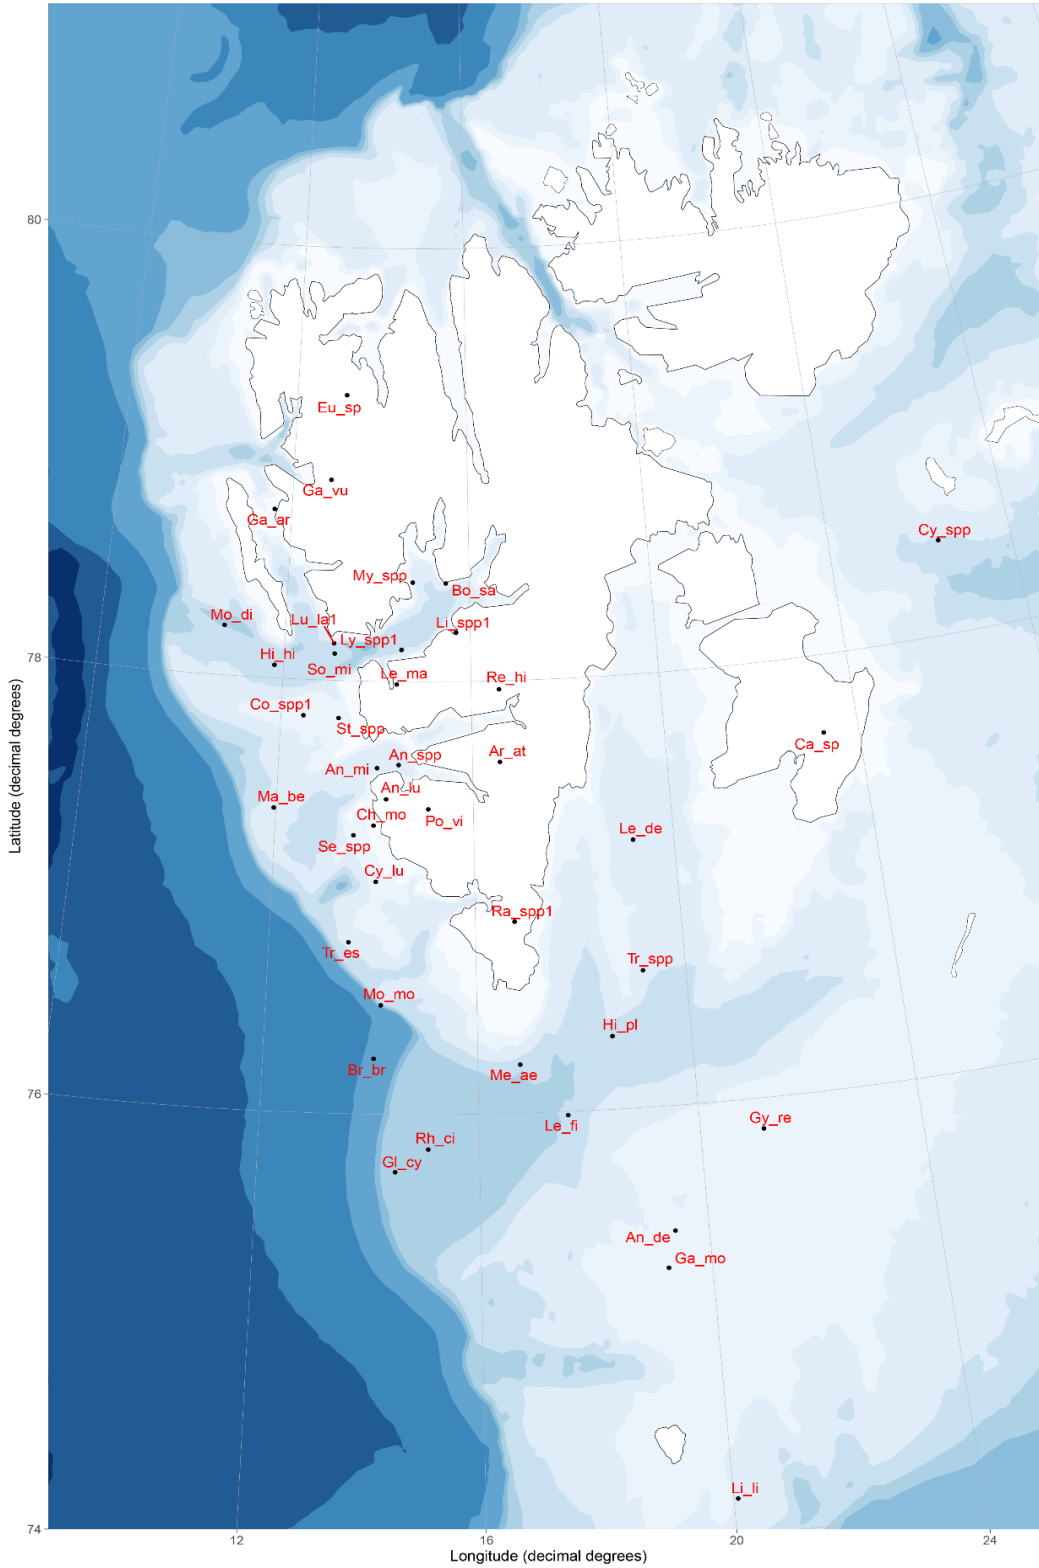 80
Eu_sp
Ga_vu
Ga_ar
Cy_spp
My_spp
Bo_sa
Mo_di
Lu_la1
Li_spp1
Ly_spp1
Hi_hi
So_mi
78
Le_ma
Re_hi
Co_spp1
St_spp
Ca_sp
An_spp
Ar_at
An_mi
An_lu
Ma_be
Ch_mo
Po_vi
Le_de
Se_spp
Cy_lu
Latitude (decimal degrees)
Ra_spp1
Tr_es
Tr_spp
Mo_mo
Hi_pl
Br_br
Me_ae
76
Gy_re
Le_fi
Rh_ci
Gl_cy
An_de
Ga_mo
Li_li
74
12 16 20 24
Longitude (decimal degrees)